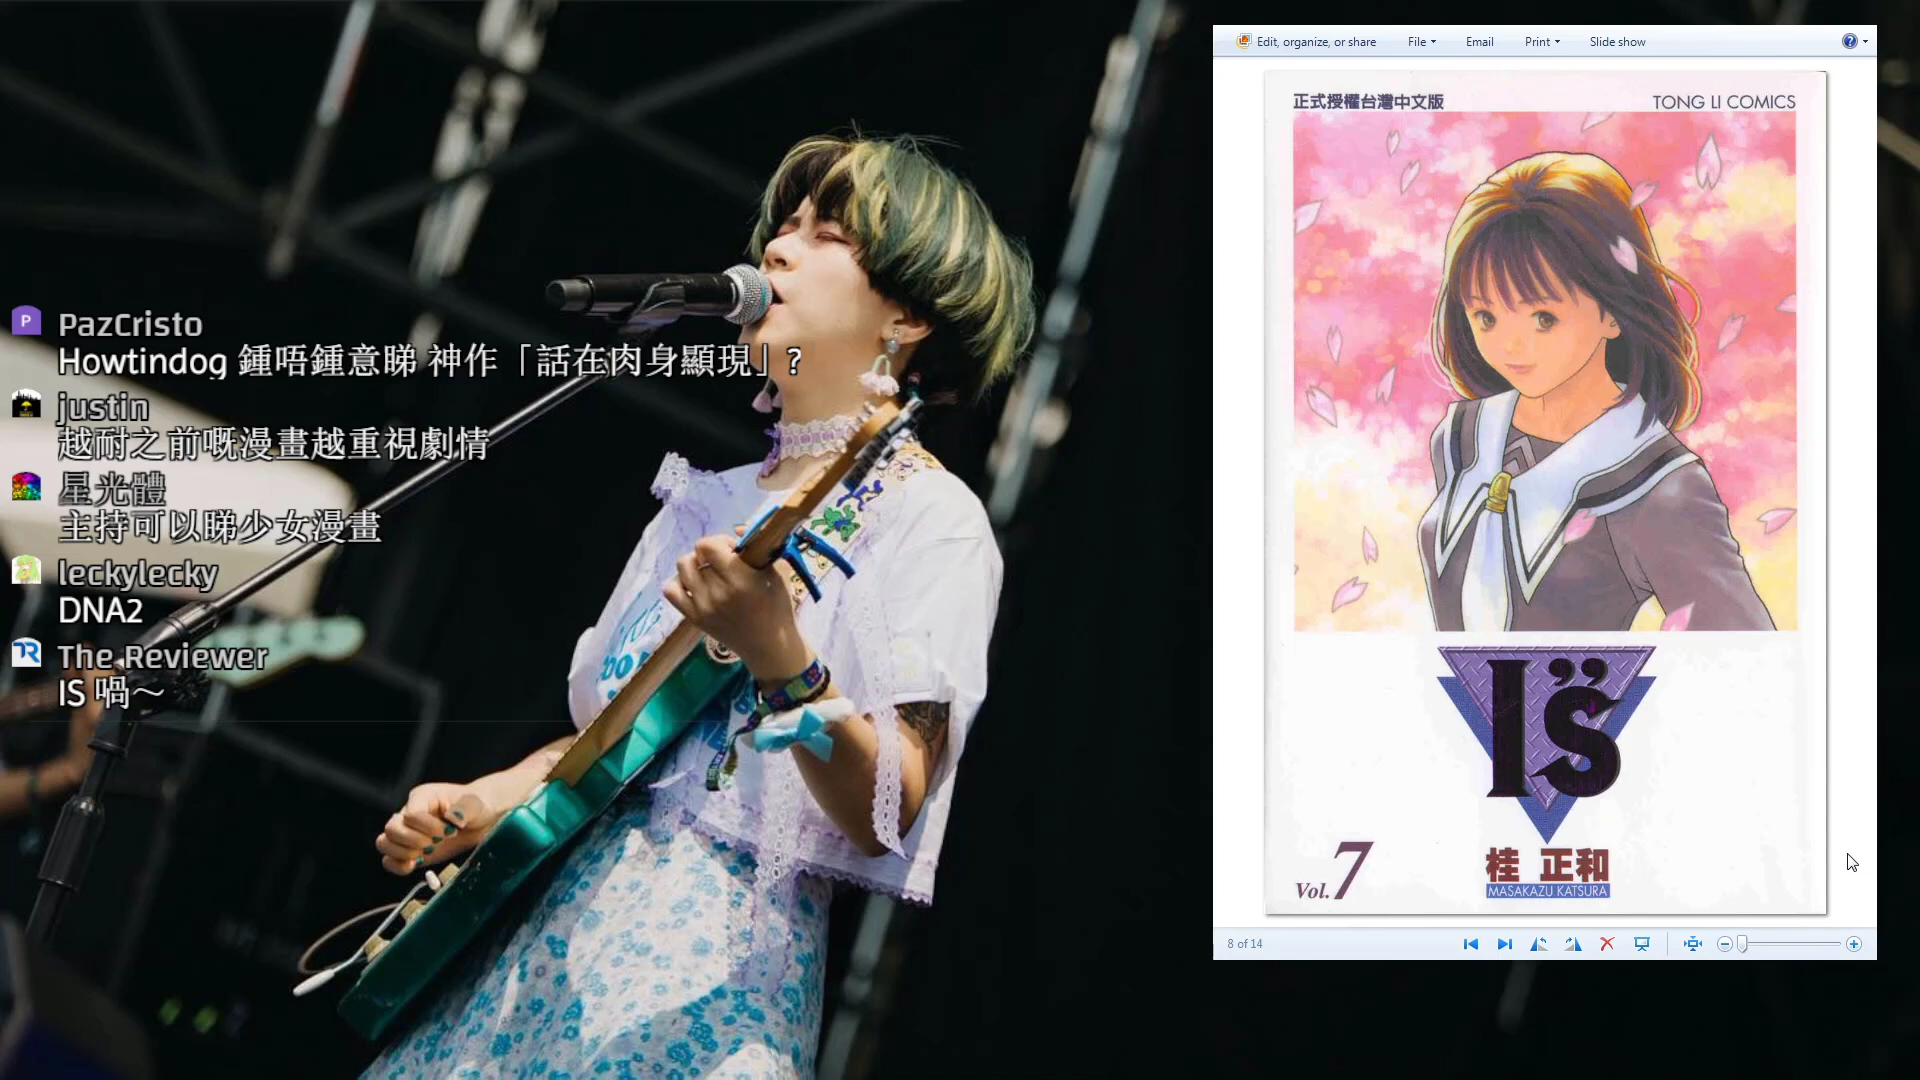 PazCristo
Howtindog 鍾唔鍾意睇 神作「話在肉身顯現」?
justin
越耐之前嘅漫畫越重視劇情
星光體
主持可以睇少女漫畫
leckylecky
DNA2
The Reviewer
IS 喎～
Edit, organize, or share
File
Email
Print
Slide show
正式授權台灣中文版
TONG LI COMICS
I"s
Vol.7
桂 正和
MASAKAZU KATSURA
8 of 14